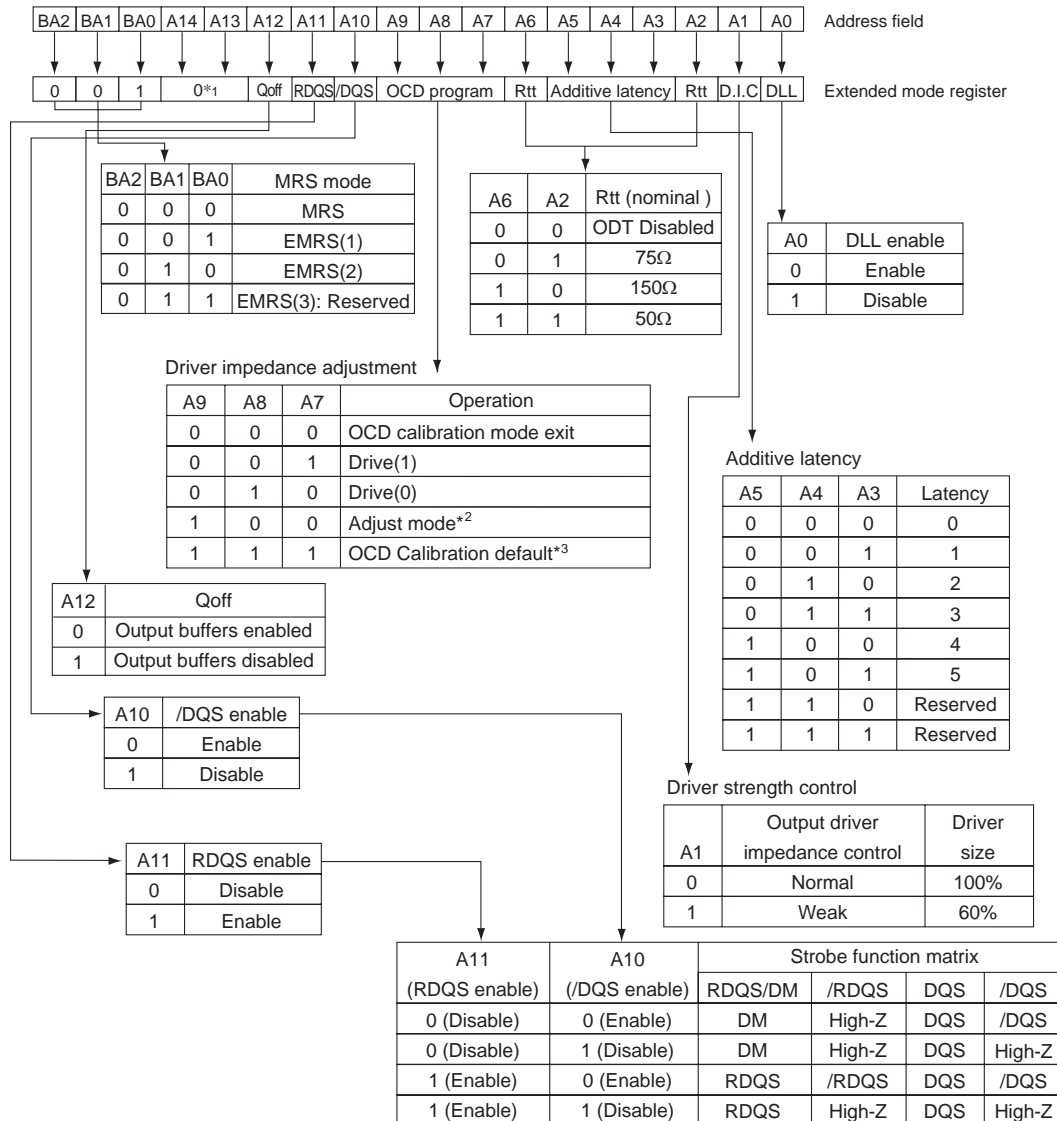 BA2 BA1 BA0 A14 A13 A12 A11 A10 A9 A8 A7 A6 A5 A4 A3 A2 A1 A0 Address field
0 0 1 0*1 Qoff RDQS /DQS OCD program Rtt Additive latency Rtt D.I.C DLL Extended mode register
BA2 BA1 BA0 MRS mode
0 0 0 MRS
0 0 1 EMRS(1)
0 1 0 EMRS(2)
0 1 1 EMRS(3): Reserved
A6 A2 Rtt (nominal )
0 0 ODT Disabled
0 1 75Ω
1 0 150Ω
1 1 50Ω
A0 DLL enable
0 Enable
1 Disable
Driver impedance adjustment
A9 A8 A7 Operation
0 0 0 OCD calibration mode exit
0 0 1 Drive(1)
0 1 0 Drive(0)
1 0 0 Adjust mode*2
1 1 1 OCD Calibration default*3
Additive latency
A5 A4 A3 Latency
0 0 0 0
0 0 1 1
0 1 0 2
0 1 1 3
1 0 0 4
1 0 1 5
1 1 0 Reserved
1 1 1 Reserved
A12 Qoff
0 Output buffers enabled
1 Output buffers disabled
A10 /DQS enable
0 Enable
1 Disable
Driver strength control
Output driver Driver
A1 impedance control size
0 Normal 100%
1 Weak 60%
A11 RDQS enable
0 Disable
1 Enable
A11 A10 Strobe function matrix
(RDQS enable) (/DQS enable) RDQS/DM /RDQS DQS /DQS
0 (Disable) 0 (Enable) DM High-Z DQS /DQS
0 (Disable) 1 (Disable) DM High-Z DQS High-Z
1 (Enable) 0 (Enable) RDQS /RDQS DQS /DQS
1 (Enable) 1 (Disable) RDQS High-Z DQS High-Z